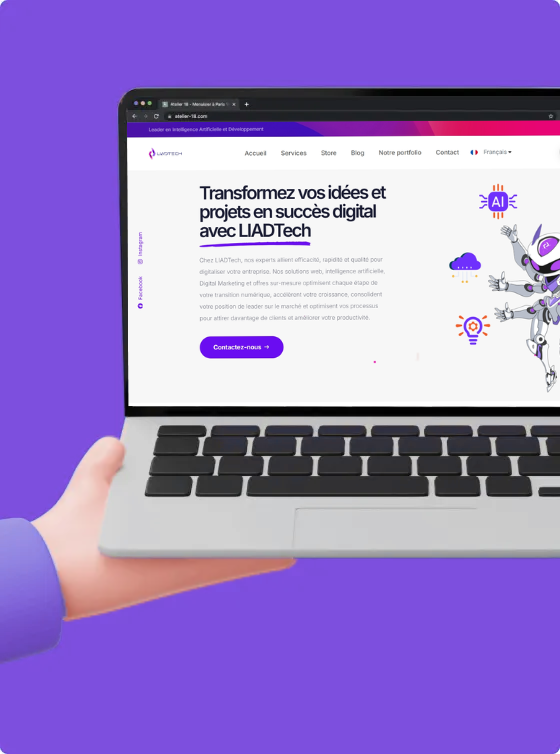 Atelier 18 - Menuisier à Paris 1
atelier-18.com
Leader en Intelligence Artificielle et Développement
LIADTECH
Accueil Services Store Blog Notre portfolio Contact Français
Transformez vos idées et
projets en succès digital
avec LIADTech
Chez LIADTech, nos experts allient efficacité, rapidité et qualité pour
digitaliser votre entreprise. Nos solutions web, intelligence artificielle,
Digital Marketing et offres sur-mesure optimisent chaque étape de
votre transition numérique, accélèrent votre croissance, consolident
votre position de leader sur le marché et optimisent vos processus
pour attirer davantage de clients et améliorer votre productivité.
Contactez-nous →
Instagram
Facebook
AI